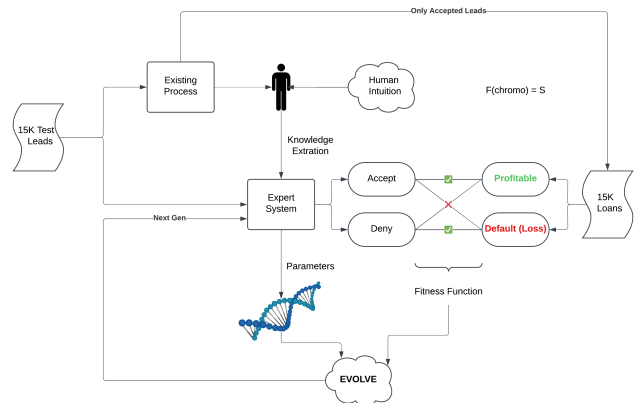 Only Accepted Leads
Existing
Process
Human
Intuition
F(chromo) = S
15K Test
Leads
Knowledge
Extration
Expert
System
Accept
Profitable
15K
Loans
Next Gen
Deny
Default (Loss)
Parameters
Fitness Function
EVOLVE